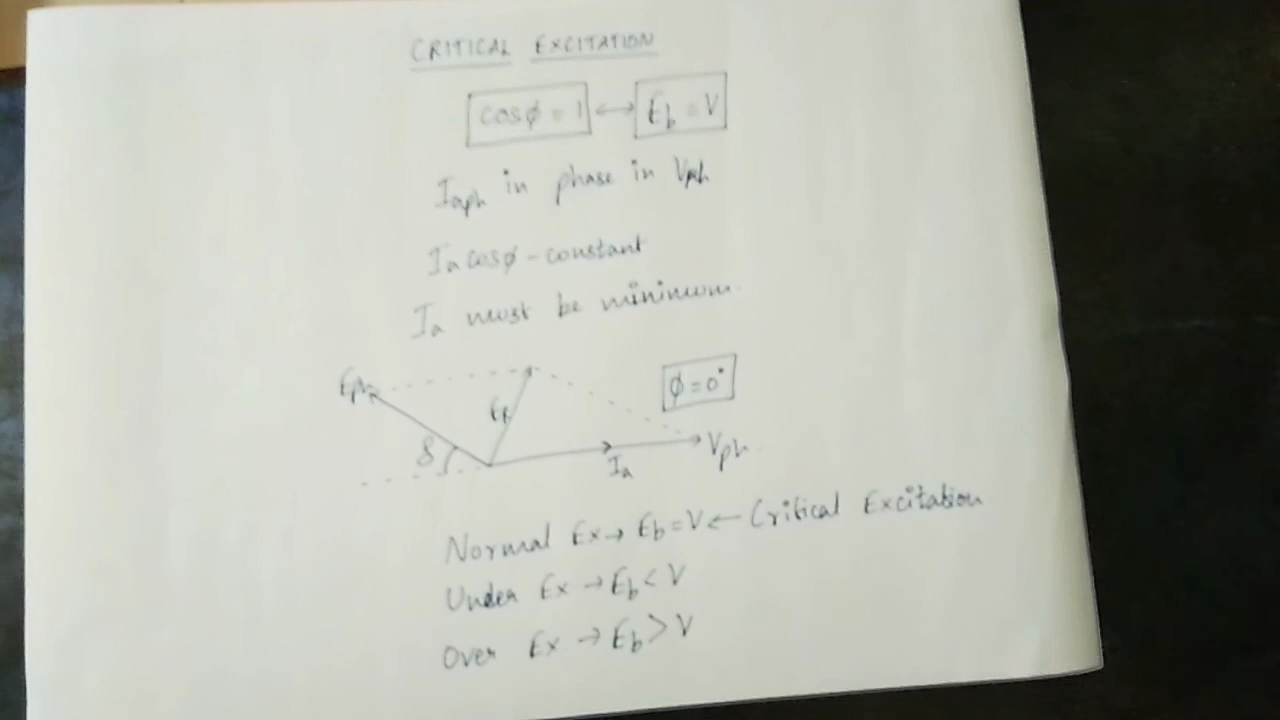 CRITICAL EXCITATION
cosϕ = 1 ↔ Eb = V
Iaph in phase in Vph
Ia cosϕ - constant
Ia must be minimum
Eph
ϕ = 0°
δ
Ia
Vph
Normal Ex → Eb = V ← Critical Excitation
Under Ex → Eb < V
Over Ex → Eb > V